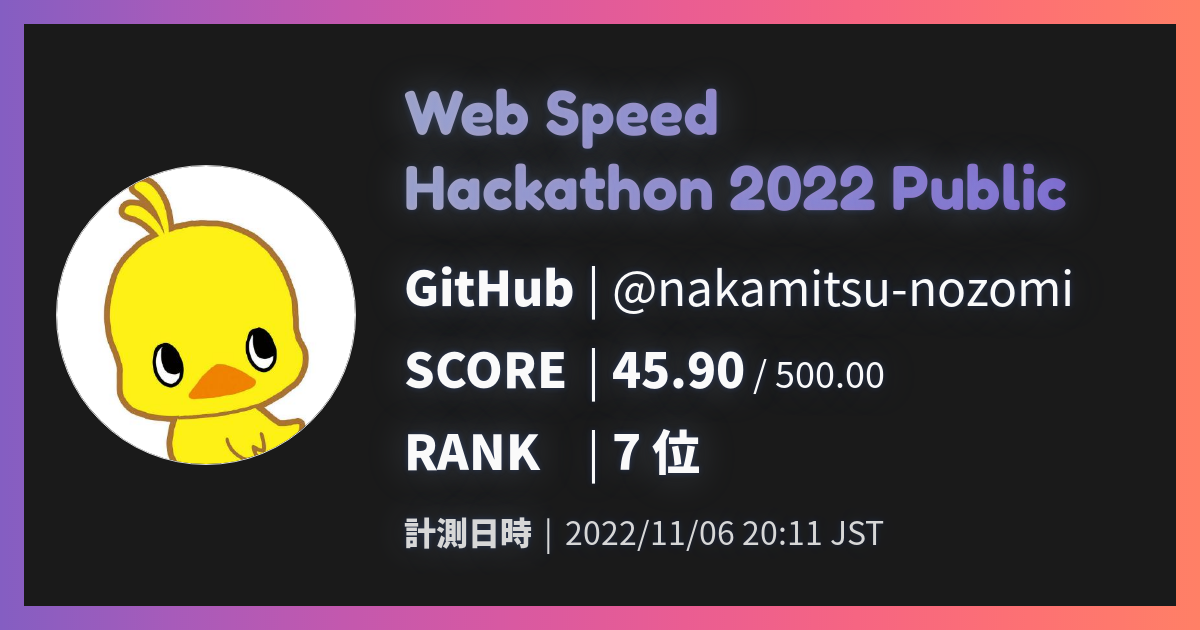 Web Speed
Hackathon 2022 Public
GitHub | @nakamitsu-nozomi
SCORE | 45.90 / 500.00
RANK | 7 位
計測日時 | 2022/11/06 20:11 JST